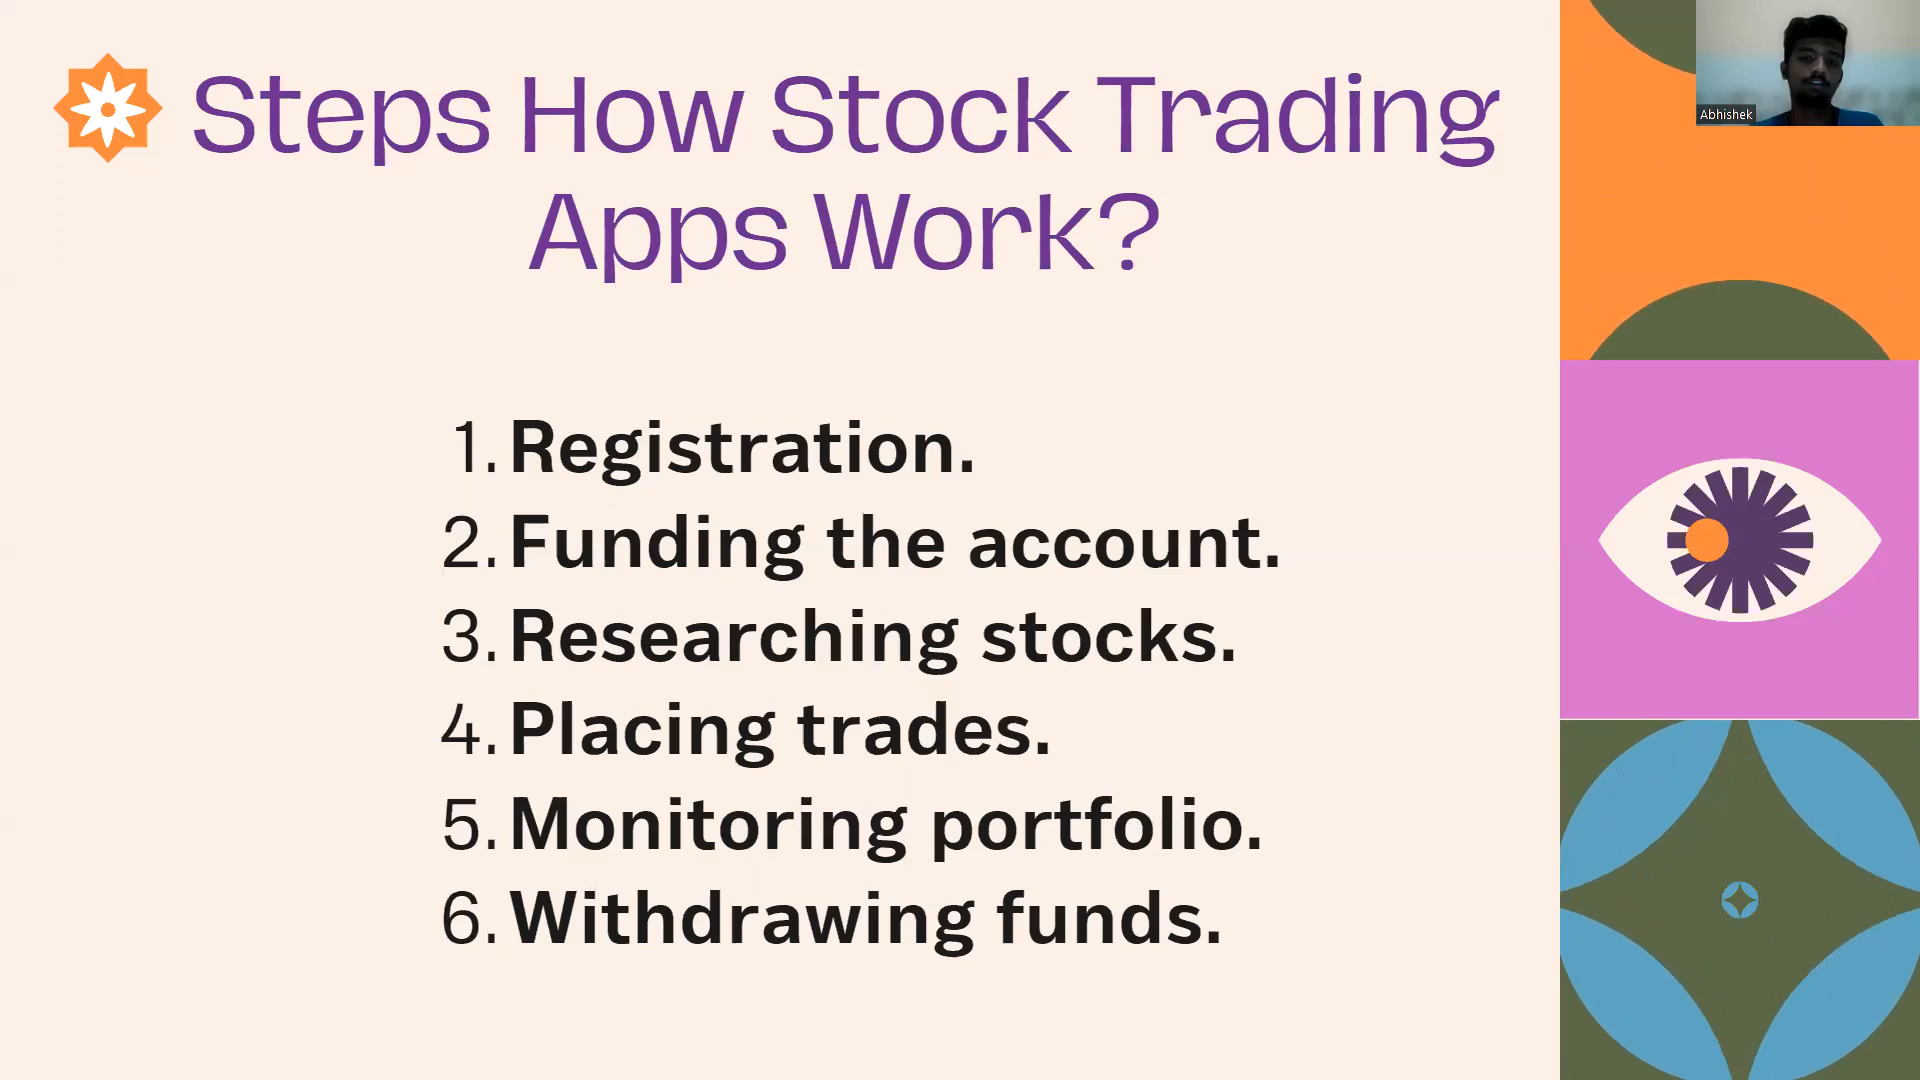 Steps How Stock Trading
Apps Work?
Abhishek
1. Registration.
2. Funding the account.
3. Researching stocks.
4. Placing trades.
5. Monitoring portfolio.
6. Withdrawing funds.